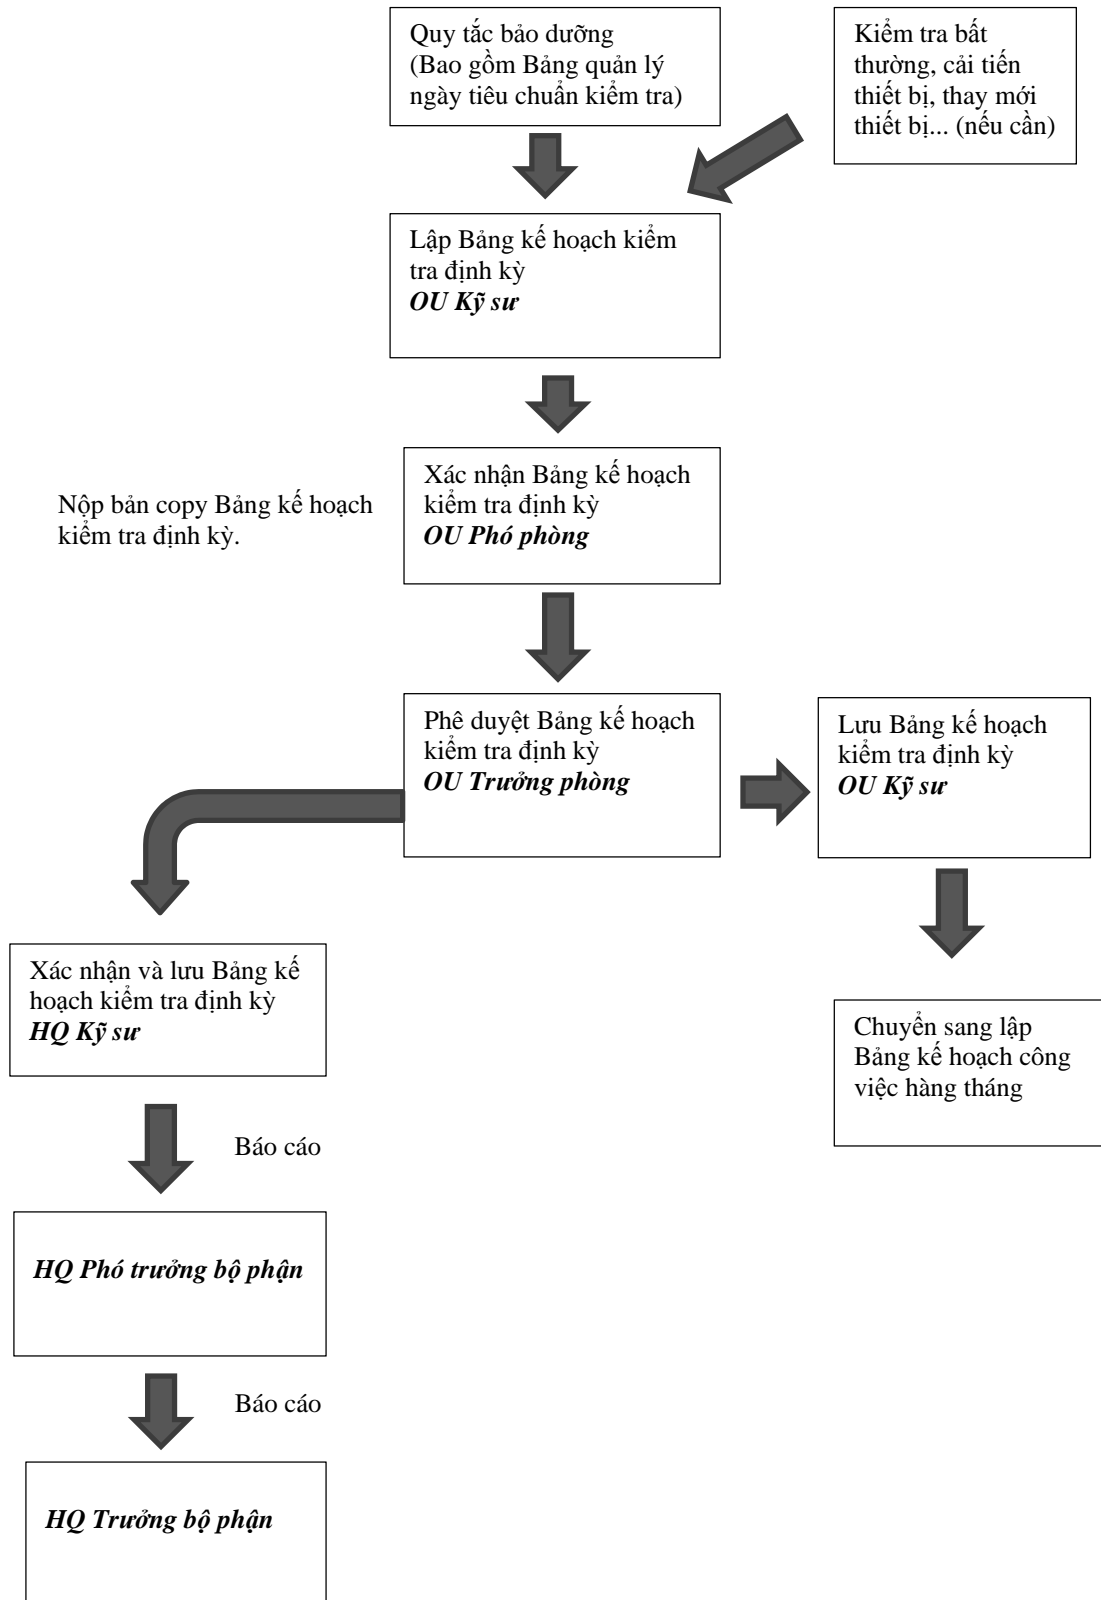 Quy tắc bảo dưỡng
(Bao gồm Bảng quản lý
ngày tiêu chuẩn kiểm tra)
Kiểm tra bất
thường, cải tiến
thiết bị, thay mới
thiết bị... (nếu cần)
Lập Bảng kế hoạch kiểm
tra định kỳ
OU Kỹ sư
Nộp bản copy Bảng kế hoạch
kiểm tra định kỳ.
Xác nhận Bảng kế hoạch
kiểm tra định kỳ
OU Phó phòng
Phê duyệt Bảng kế hoạch
kiểm tra định kỳ
OU Trưởng phòng
Lưu Bảng kế hoạch
kiểm tra định kỳ
OU Kỹ sư
Xác nhận và lưu Bảng kế
hoạch kiểm tra định kỳ
HQ Kỹ sư
Chuyển sang lập
Bảng kế hoạch công
việc hàng tháng
Báo cáo
HQ Phó trưởng bộ phận
Báo cáo
HQ Trưởng bộ phận